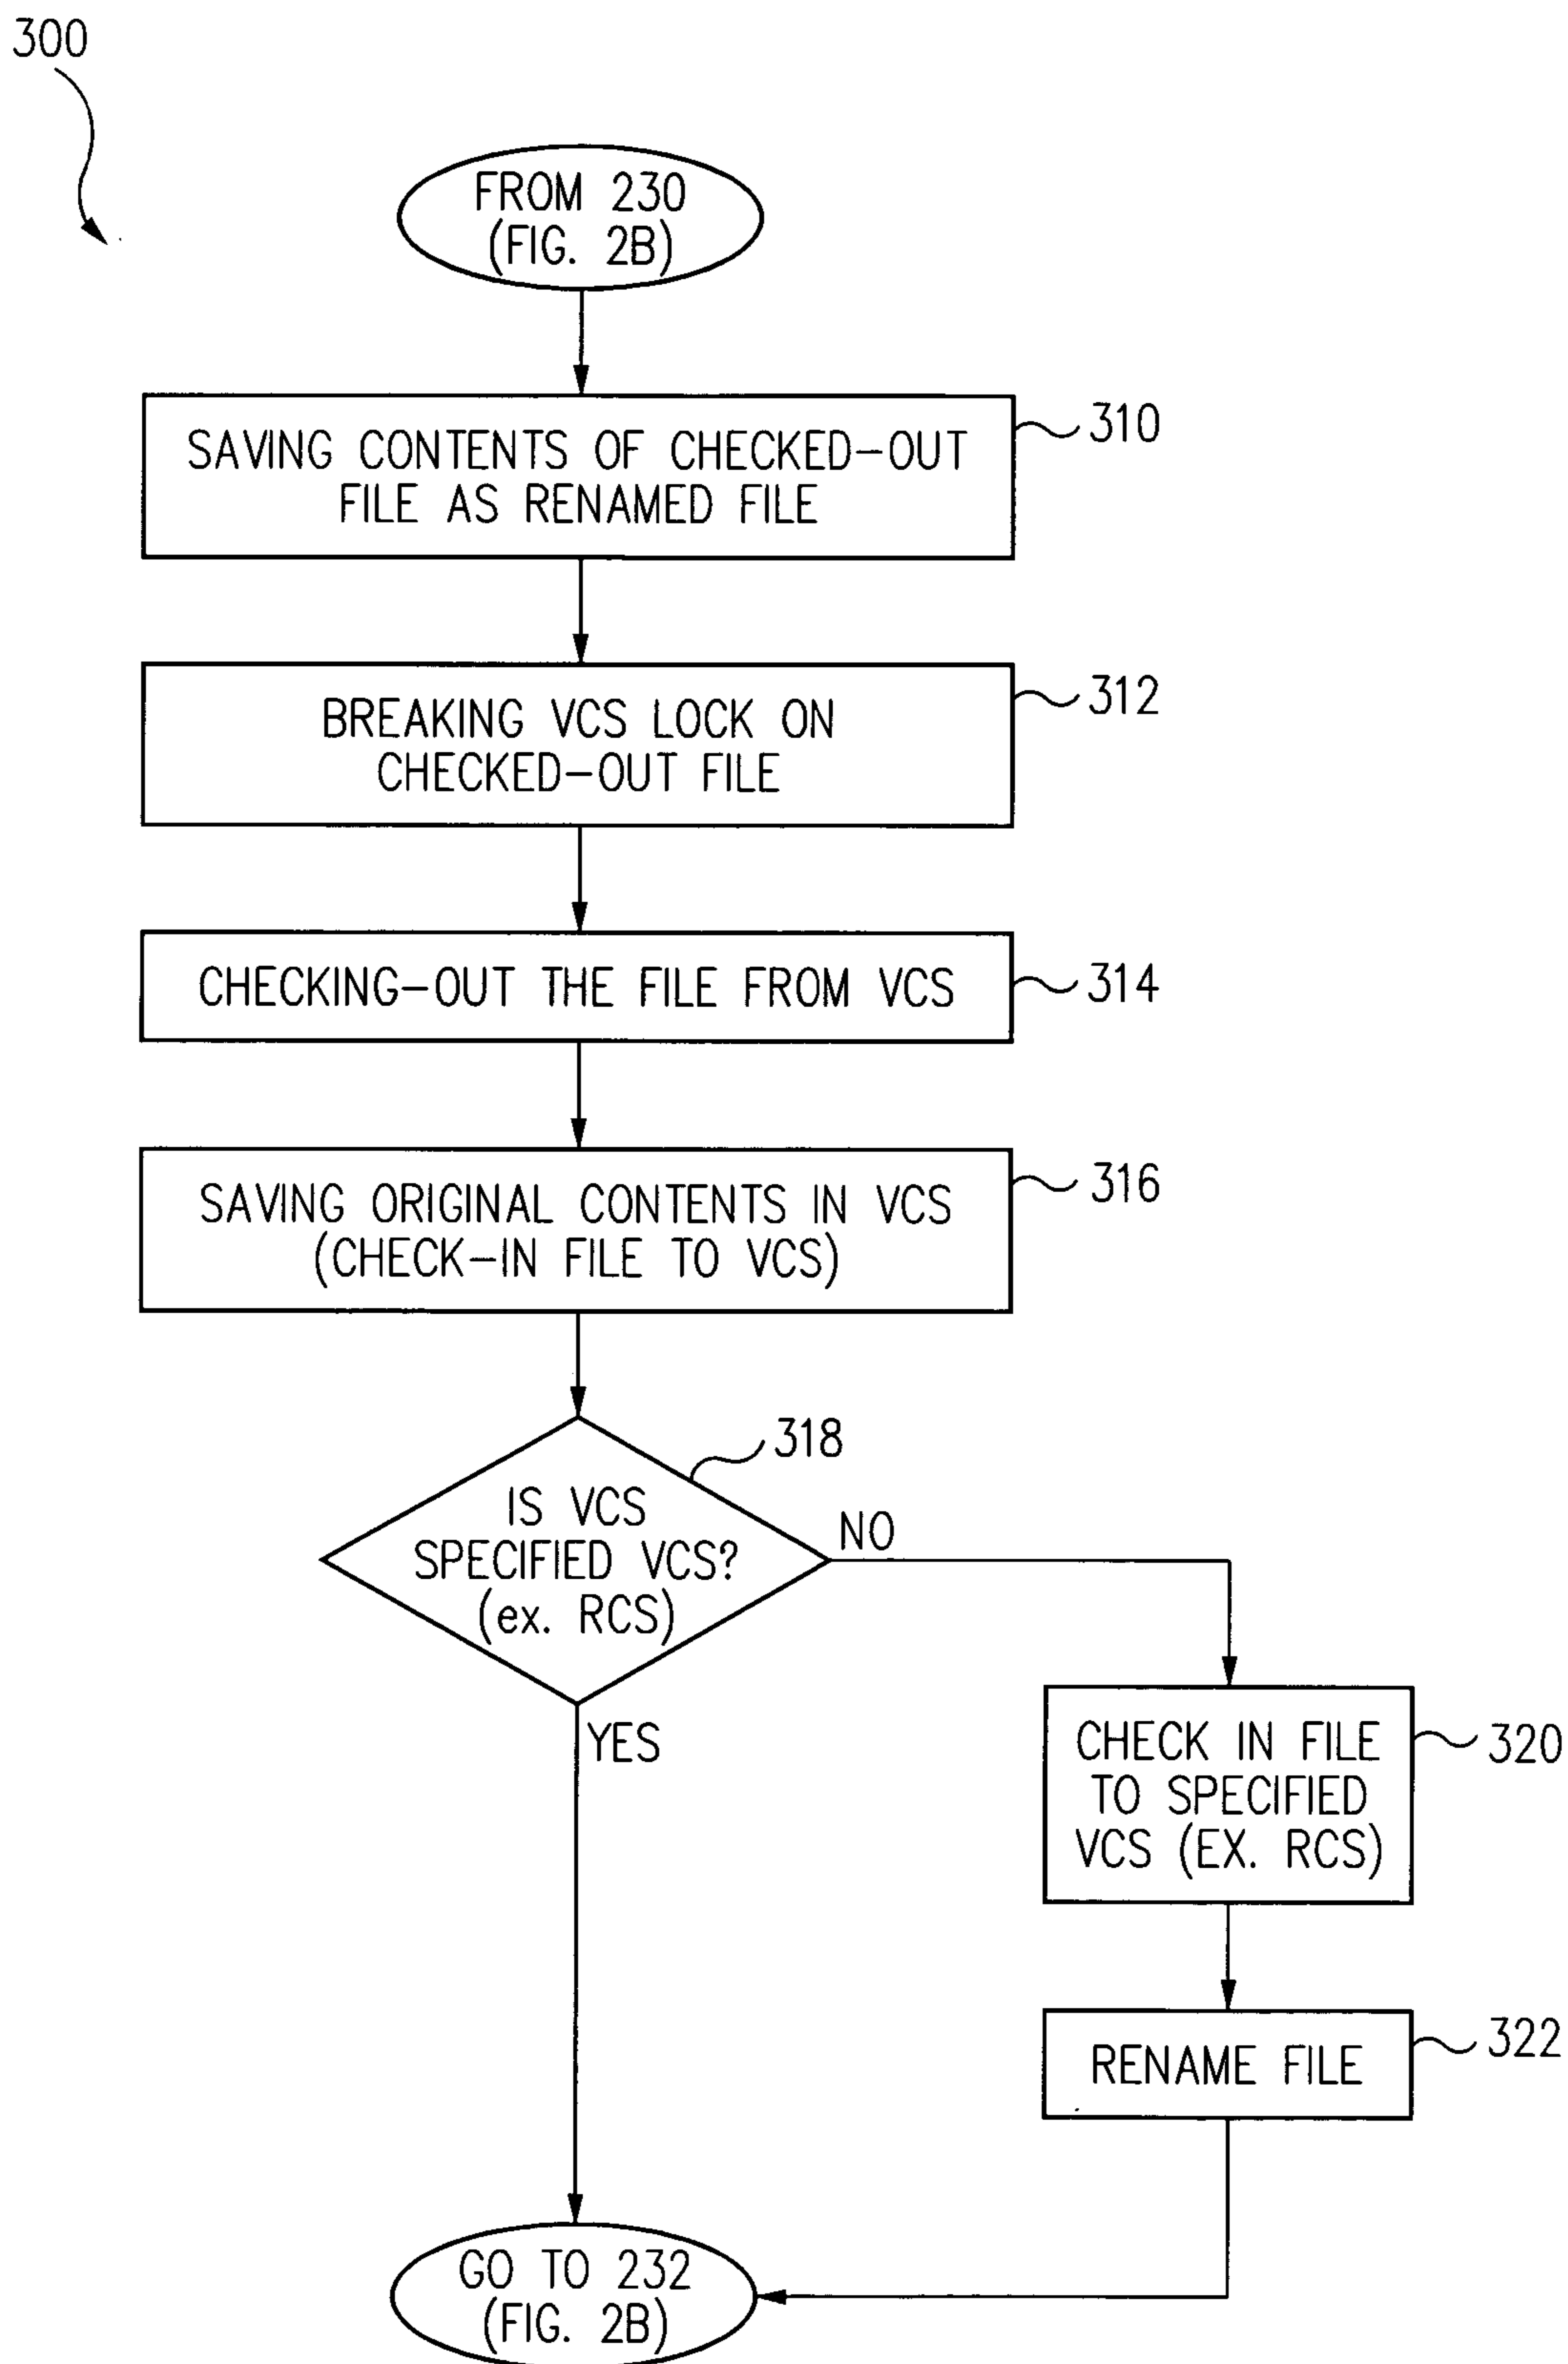 300
FROM 230
(FIG. 2B)
SAVING CONTENTS OF CHECKED-OUT
FILE AS RENAMED FILE
310
BREAKING VCS LOCK ON
CHECKED-OUT FILE
312
CHECKING-OUT THE FILE FROM VCS
314
SAVING ORIGINAL CONTENTS IN VCS
(CHECK-IN FILE TO VCS)
316
318
IS VCS
SPECIFIED VCS?
(ex. RCS)
NO
YES
CHECK IN FILE
TO SPECIFIED
VCS (EX. RCS)
320
RENAME FILE
322
GO TO 232
(FIG. 2B)